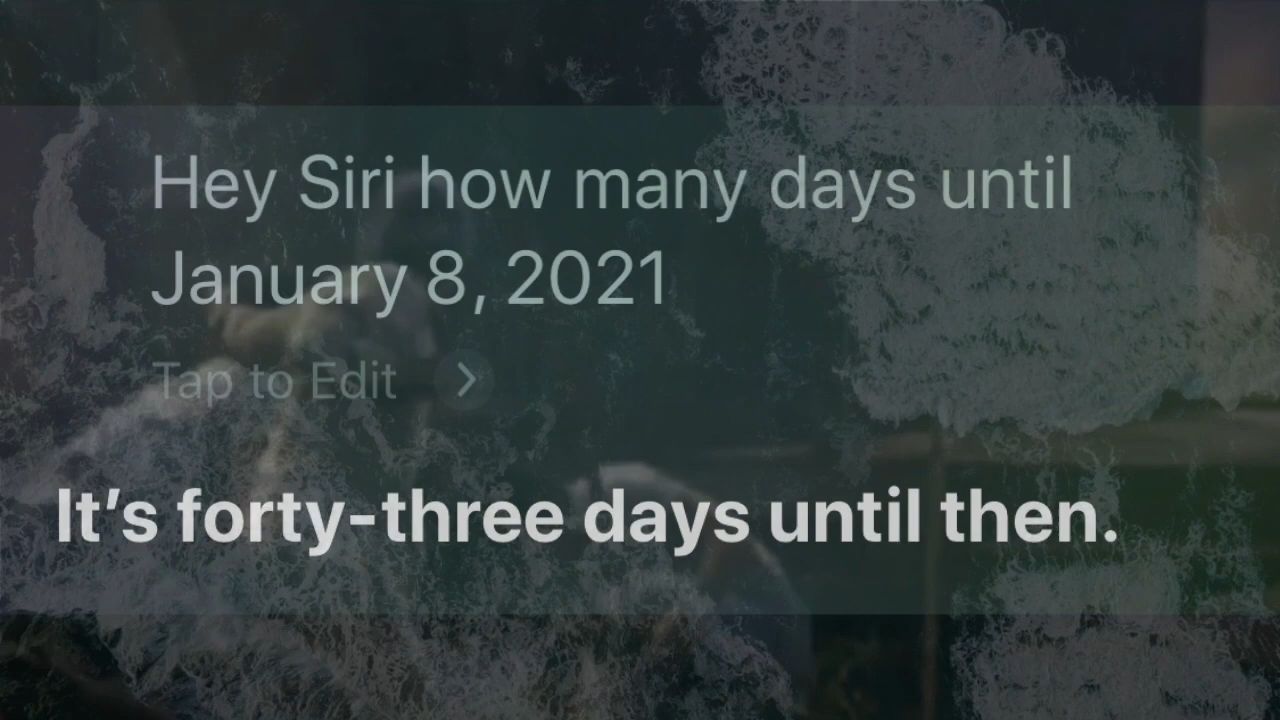 Hey Siri how many days until
January 8, 2021
Tap to Edit
It's forty-three days until then.